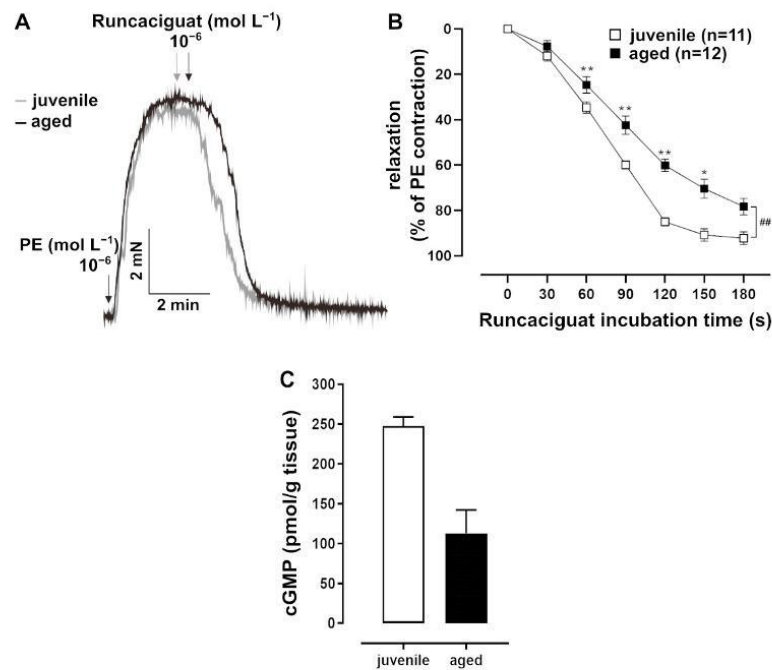 A
Runcaciguat (mol L⁻¹)
10⁻⁶
juvenile
aged
PE (mol L⁻¹)
10⁻⁶
2 mN
2 min
B
juvenile (n=11)
aged (n=12)
relaxation
(% of PE contraction)
0
20
40
60
80
100
**
**
**
*
##
0 30 60 90 120 150 180
Runcaciguat incubation time (s)
C
cGMP (pmol/g tissue)
300
250
200
150
100
50
0
juvenile aged